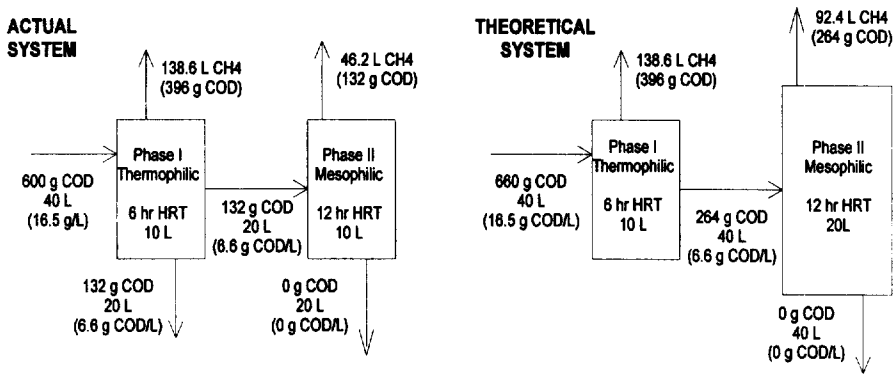 ACTUAL
SYSTEM
138.6 L CH4
(396 g COD)
46.2 L CH4
(132 g COD)
Phase I
Thermophilic
6 hr HRT
10 L
Phase II
Mesophilic
12 hr HRT
10 L
600 g COD
40 L
(16.5 g/L)
132 g COD
20 L
(6.6 g COD/L)
132 g COD
20 L
(6.6 g COD/L)
0 g COD
20 L
(0 g COD/L)
THEORETICAL
SYSTEM
138.6 L CH4
(396 g COD)
92.4 L CH4
(264 g COD)
Phase I
Thermophilic
6 hr HRT
10 L
Phase II
Mesophilic
12 hr HRT
20L
660 g COD
40 L
(16.5 g COD/L)
264 g COD
40 L
(6.6 g COD/L)
0 g COD
40 L
(0 g COD/L)